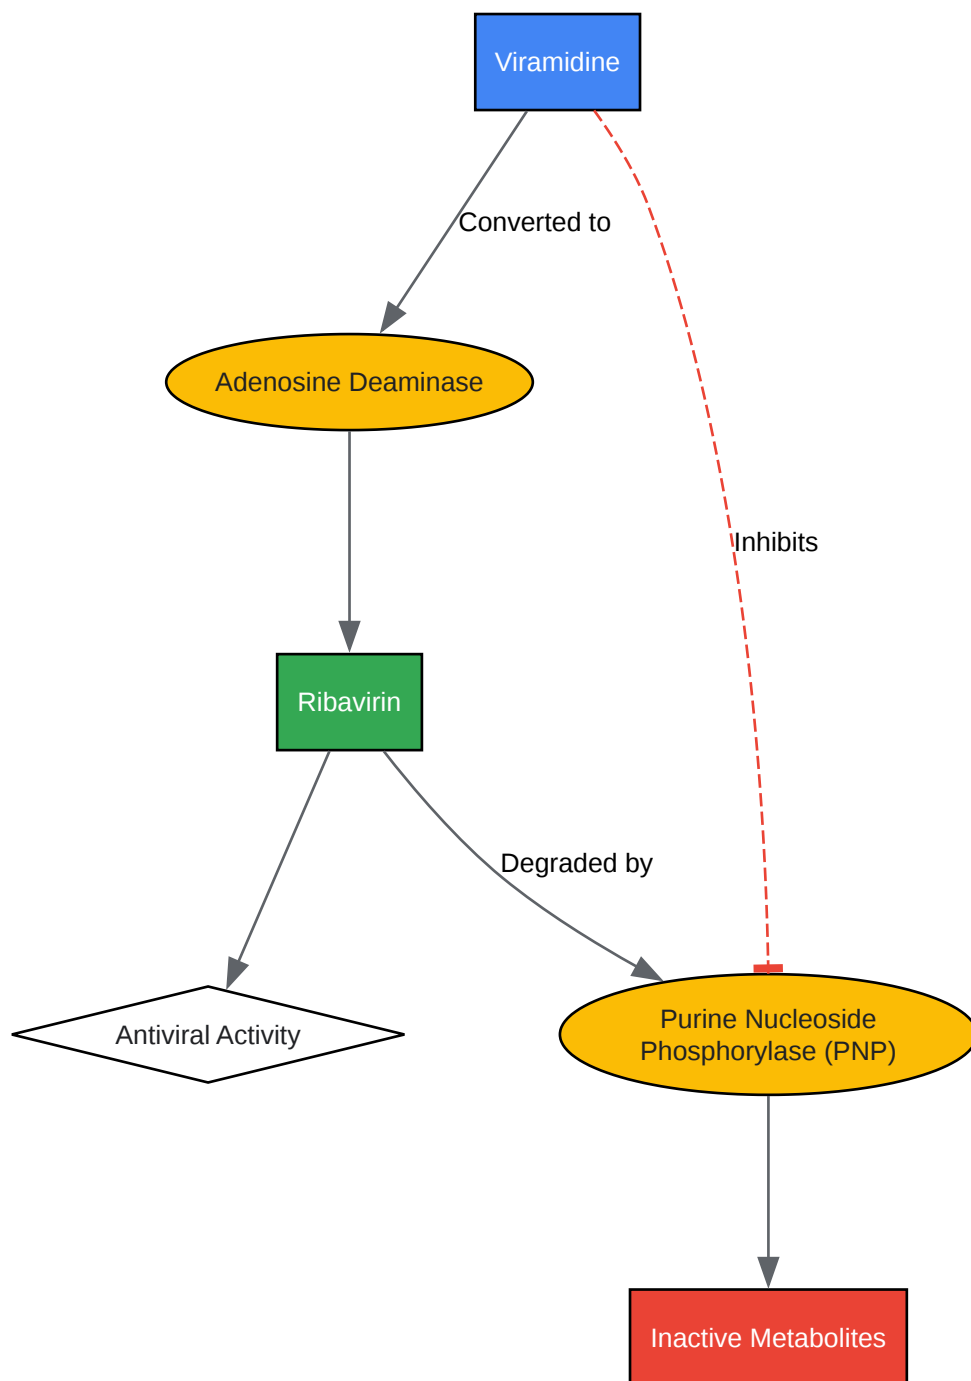 Viramidine
Converted to
Adenosine Deaminase
Inhibits
Ribavirin
Degraded by
Antiviral Activity
Purine Nucleoside
Phosphorylase (PNP)
Inactive Metabolites